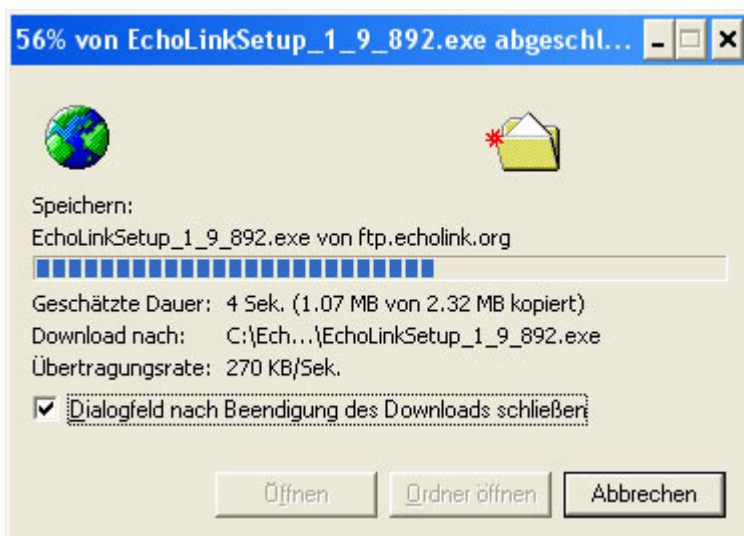 56% von EchoLinkSetup_1_9_892.exe abgeschl...
Speichern:
EchoLinkSetup_1_9_892.exe von ftp.echolink.org
Geschätzte Dauer: 4 Sek. (1.07 MB von 2.32 MB kopiert)
Download nach: C:\Ech...\EchoLinkSetup_1_9_892.exe
Übertragungsrate: 270 KB/Sek.
Dialogfeld nach Beendigung des Downloads schließen
Öffnen Ordner öffnen Abbrechen